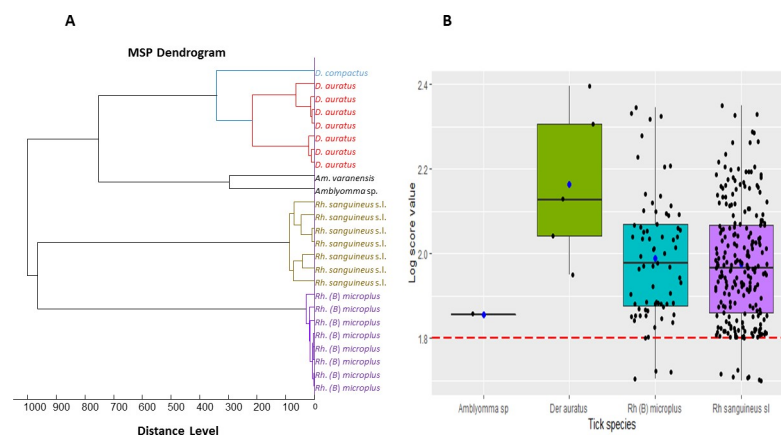 A
MSP Dendrogram
D. compactus
D. auratus
D. auratus
D. auratus
D. auratus
D. auratus
D. auratus
D. auratus
Am. varanensis
Amblyomma sp.
Rh. sanguineus s.l.
Rh. sanguineus s.l.
Rh. sanguineus s.l.
Rh. sanguineus s.l.
Rh. sanguineus s.l.
Rh. sanguineus s.l.
Rh. sanguineus s.l.
Rh. (B) microplus
Rh. (B) microplus
Rh. (B) microplus
Rh. (B) microplus
Rh. (B) microplus
Rh. (B) microplus
Rh. (B) microplus
Rh. (B) microplus
1000 900 800 700 600 500 400 300 200 100 0
Distance Level
B
Log score value
2.4
2.2
2.0
1.8
Amblyomma sp Der auratus Rh (B) microplus Rh sanguineus sl
Tick species